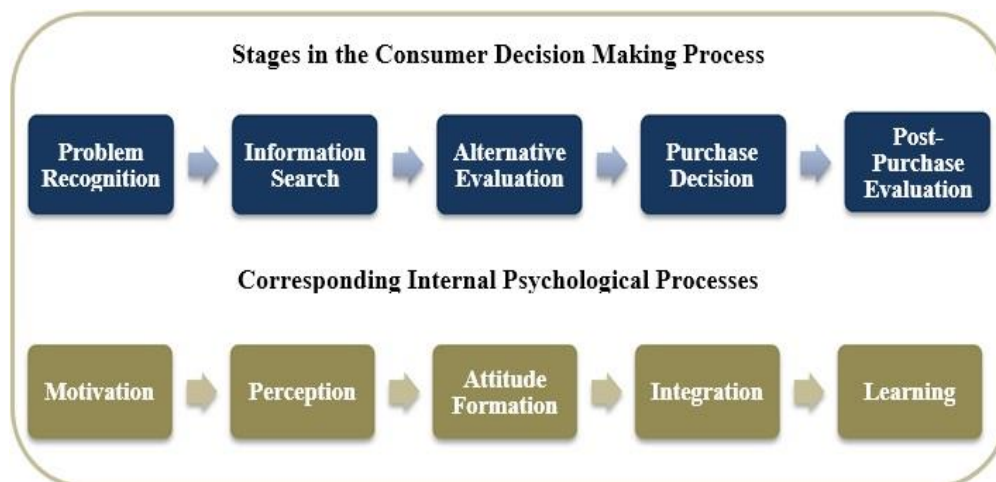 Stages in the Consumer Decision Making Process
Problem
Recognition
Information
Search
Alternative
Evaluation
Purchase
Decision
Post-
Purchase
Evaluation
Corresponding Internal Psychological Processes
Motivation
Perception
Attitude
Formation
Integration
Learning